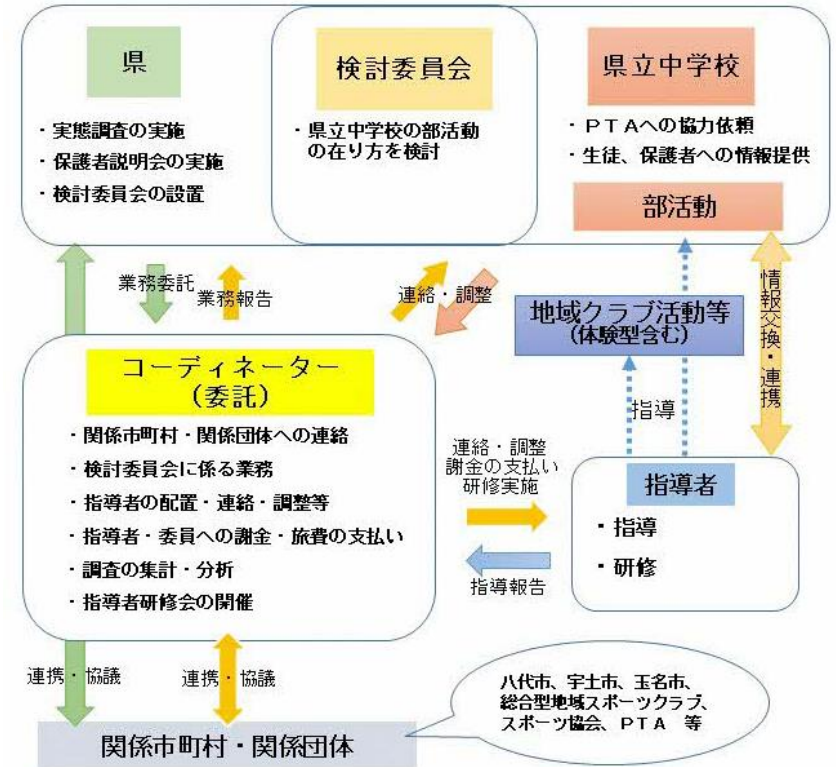 県
・実態調査の実施
・保護者説明会の実施
・検討委員会の設置
検討委員会
・県立中学校の部活動
の在り方を検討
県立中学校
・ＰＴＡへの協力依頼
・生徒、保護者への情報提供
部活動
業務委託
業務報告
連絡・調整
地域クラブ活動等
(体験型含む)
情報交換・連携
指導
コーディネーター
（委託）
・関係市町村・関係団体への連絡
・検討委員会に係る業務
・指導者の配置・連絡・調整等
・指導者・委員への謝金・旅費の支払い
・調査の集計・分析
・指導者研修会の開催
連絡・調整
謝金の支払い
研修実施
指導報告
指導者
・指導
・研修
連携・協議
連携・協議
関係市町村・関係団体
八代市、宇土市、玉名市、
総合型地域スポーツクラブ、
スポーツ協会、ＰＴＡ 等